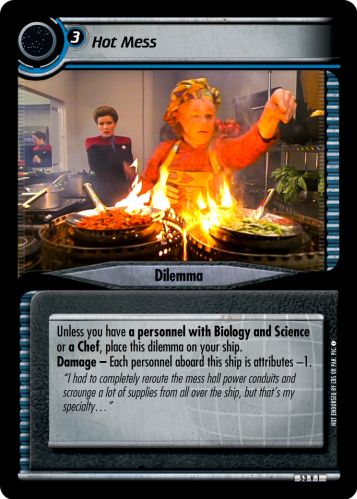 3 Hot Mess
Dilemma
Unless you have a personnel with Biology and Science
or a Chef, place this dilemma on your ship.
Damage – Each personnel aboard this ship is attributes -1.
"I had to completely reroute the mess hall power conduits and
scrounge a lot of supplies from all over the ship, but that's my
specialty…"
NOT ENDORSED BY CBS OR PAR. PIC.
53 V 1